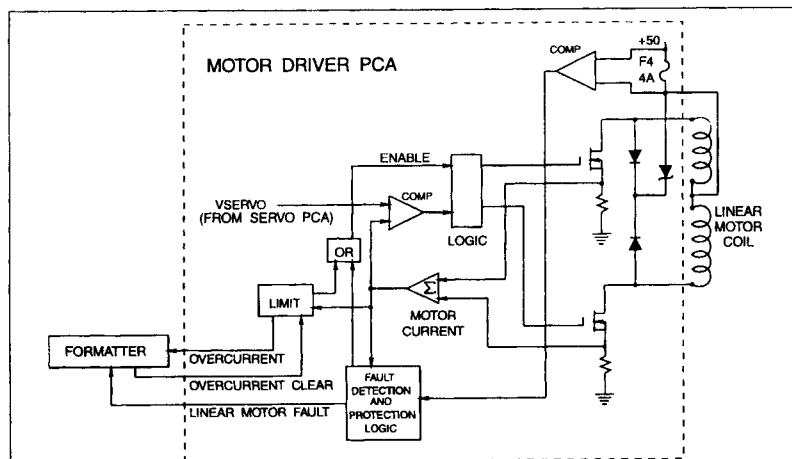 MOTOR DRIVER PCA
COMP
+50
F4
4A
ENABLE
COMP
VSERVO
(FROM SERVO PCA)
LOGIC
LINEAR
MOTOR
COIL
OR
Σ
LIMIT
MOTOR
CURRENT
FORMATTER
OVERCURRENT
OVERCURRENT CLEAR
LINEAR MOTOR FAULT
FAULT
DETECTION
AND
PROTECTION
LOGIC